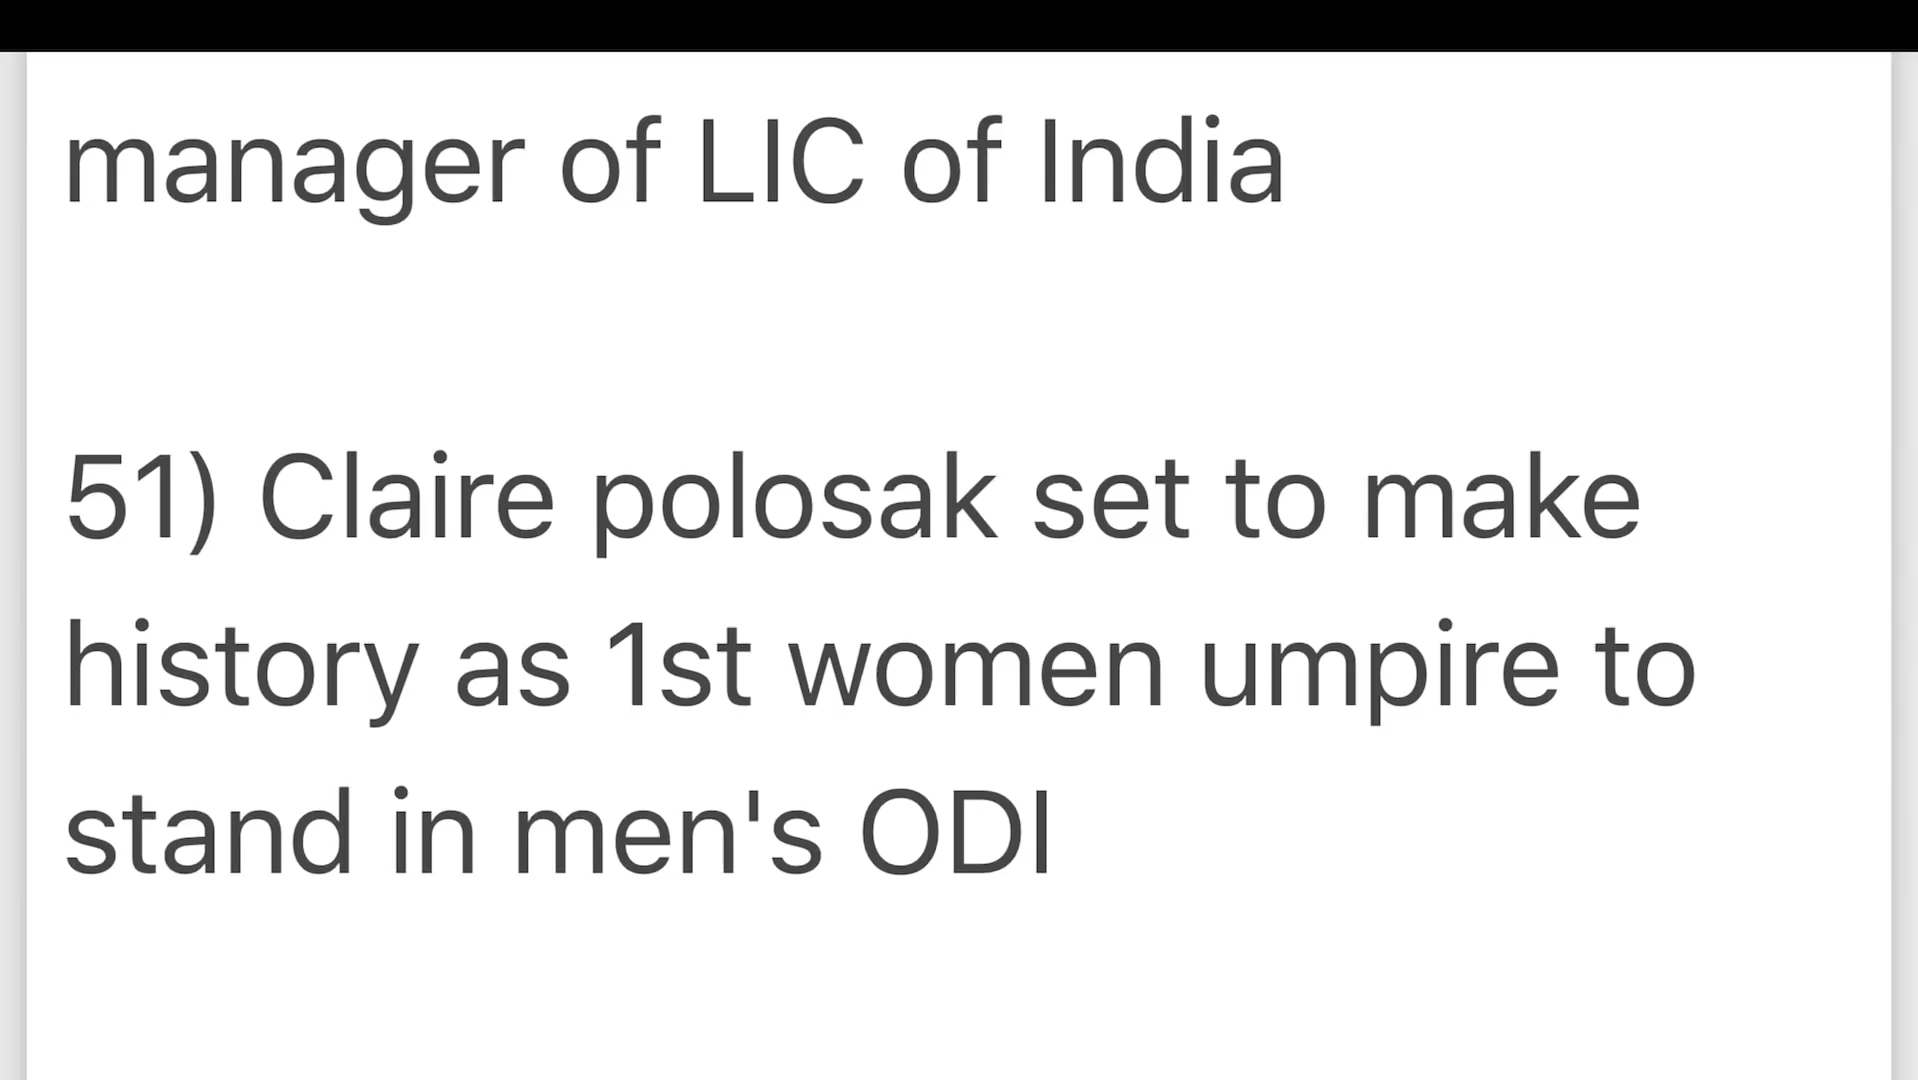 manager of LIC of India
51) Claire polosak set to make
history as 1st women umpire to
stand in men's ODI